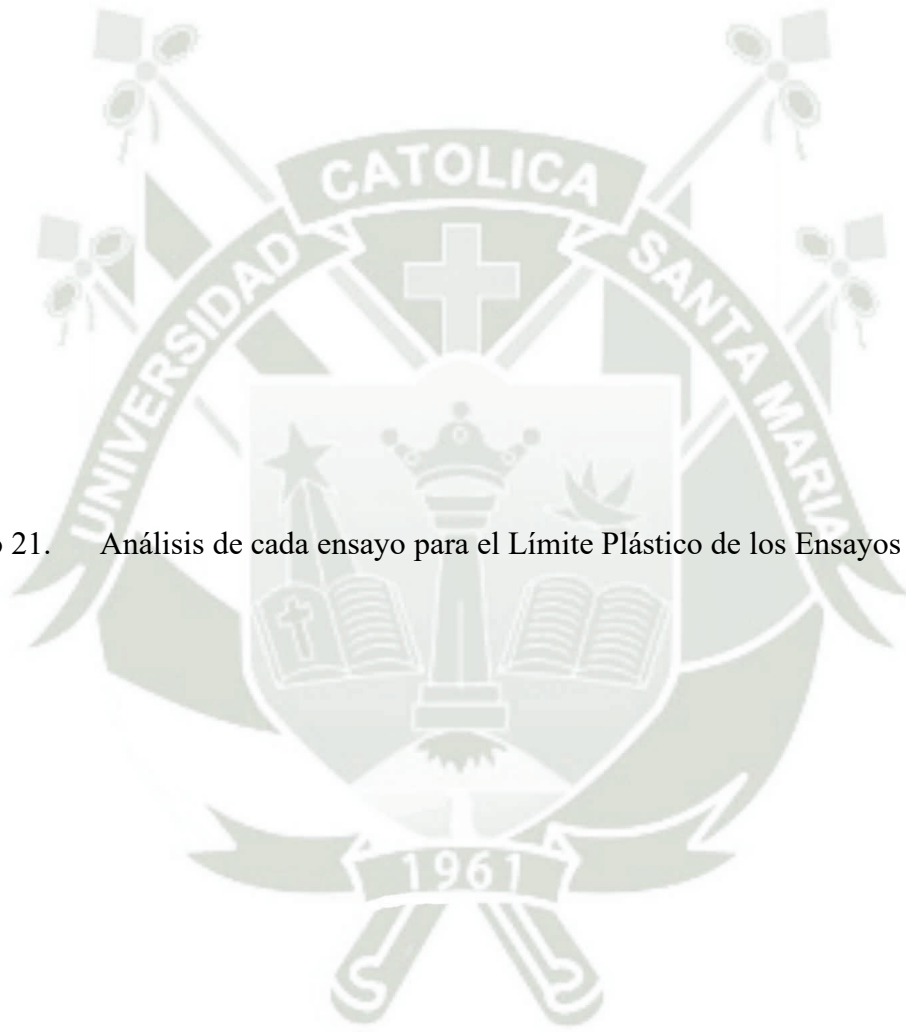 UNIVERSIDAD CATOLICA SANTA MARIA
21. Análisis de cada ensayo para el Límite Plástico de los Ensayos
1961